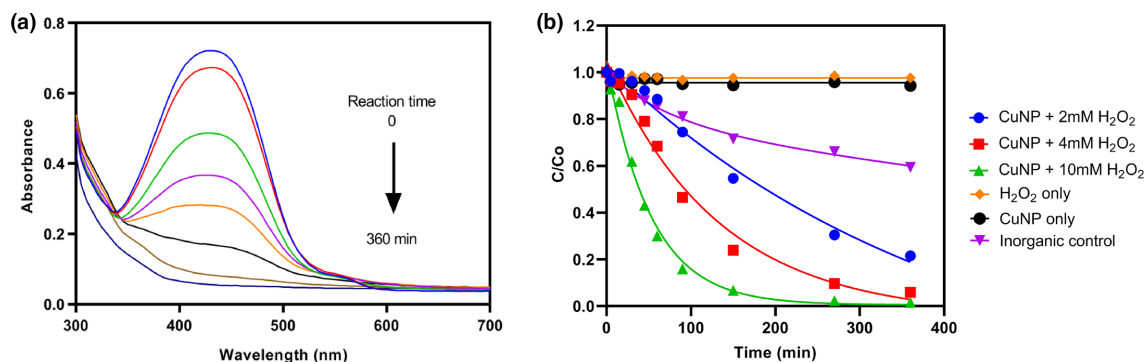 (a)
0.8
0.6
0.4
0.2
0.0
Absorbance
300
400
500
600
700
Wavelength (nm)
Reaction time
0
360 min
(b)
1.2
1.0
0.8
0.6
0.4
0.2
0.0
C/Co
0
100
200
300
400
Time (min)
CuNP + 2mM H₂O₂
CuNP + 4mM H₂O₂
CuNP + 10mM H₂O₂
H₂O₂ only
CuNP only
Inorganic control